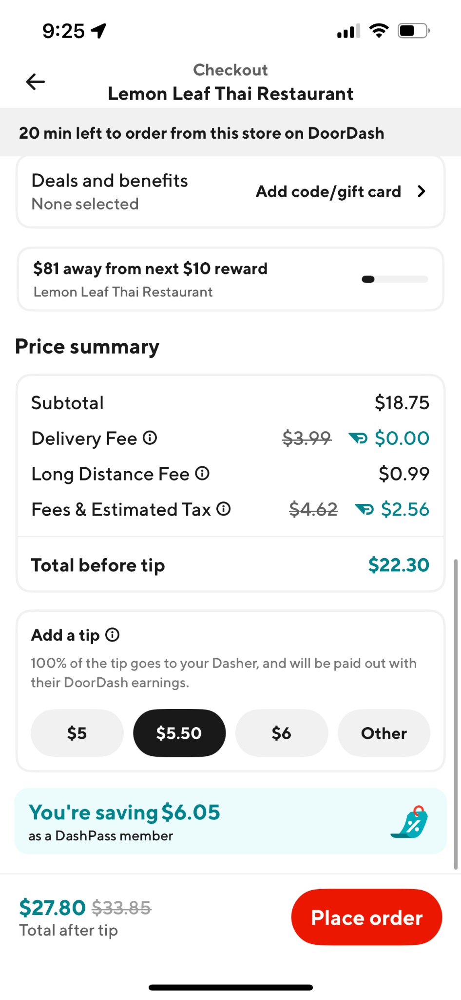 9:25
Checkout
Lemon Leaf Thai Restaurant
20 min left to order from this store on DoorDash
Deals and benefits
None selected
Add code/gift card
$81 away from next $10 reward
Lemon Leaf Thai Restaurant
Price summary
Subtotal $18.75
Delivery Fee $3.99 $0.00
Long Distance Fee $0.99
Fees & Estimated Tax $4.62 $2.56
Total before tip $22.30
Add a tip
100% of the tip goes to your Dasher, and will be paid out with
their DoorDash earnings.
$5 $5.50 $6 Other
You're saving $6.05
as a DashPass member
$27.80 $33.85
Total after tip
Place order